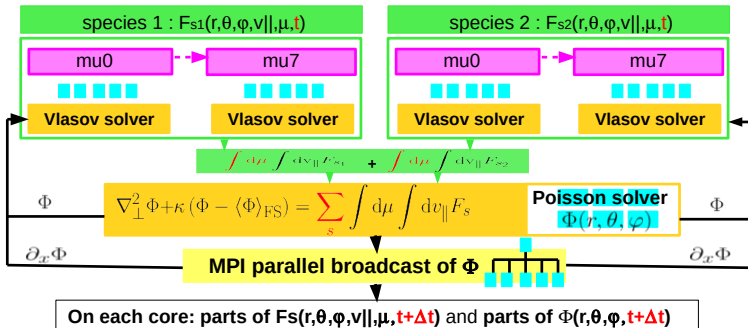 species 1 : Fs1(r,θ,φ,v||,μ,t)
species 2 : Fs2(r,θ,φ,v||,μ,t)
mu0
mu7
mu0
mu7
Vlasov solver
Vlasov solver
Vlasov solver
Vlasov solver
∫ dμ ∫ dv∥ Fs₁ + ∫ dμ ∫ dv∥ Fs₂
Φ
∇²⊥Φ+κ (Φ − ⟨Φ⟩FS) = ∑s ∫ dμ ∫ dv∥Fs
Poisson solver
Φ(r, θ, φ)
Φ
∂xΦ
MPI parallel broadcast of Φ
∂xΦ
On each core: parts of Fs(r,θ,φ,v||,μ,t+Δt) and parts of Φ(r,θ,φ,t+Δt)